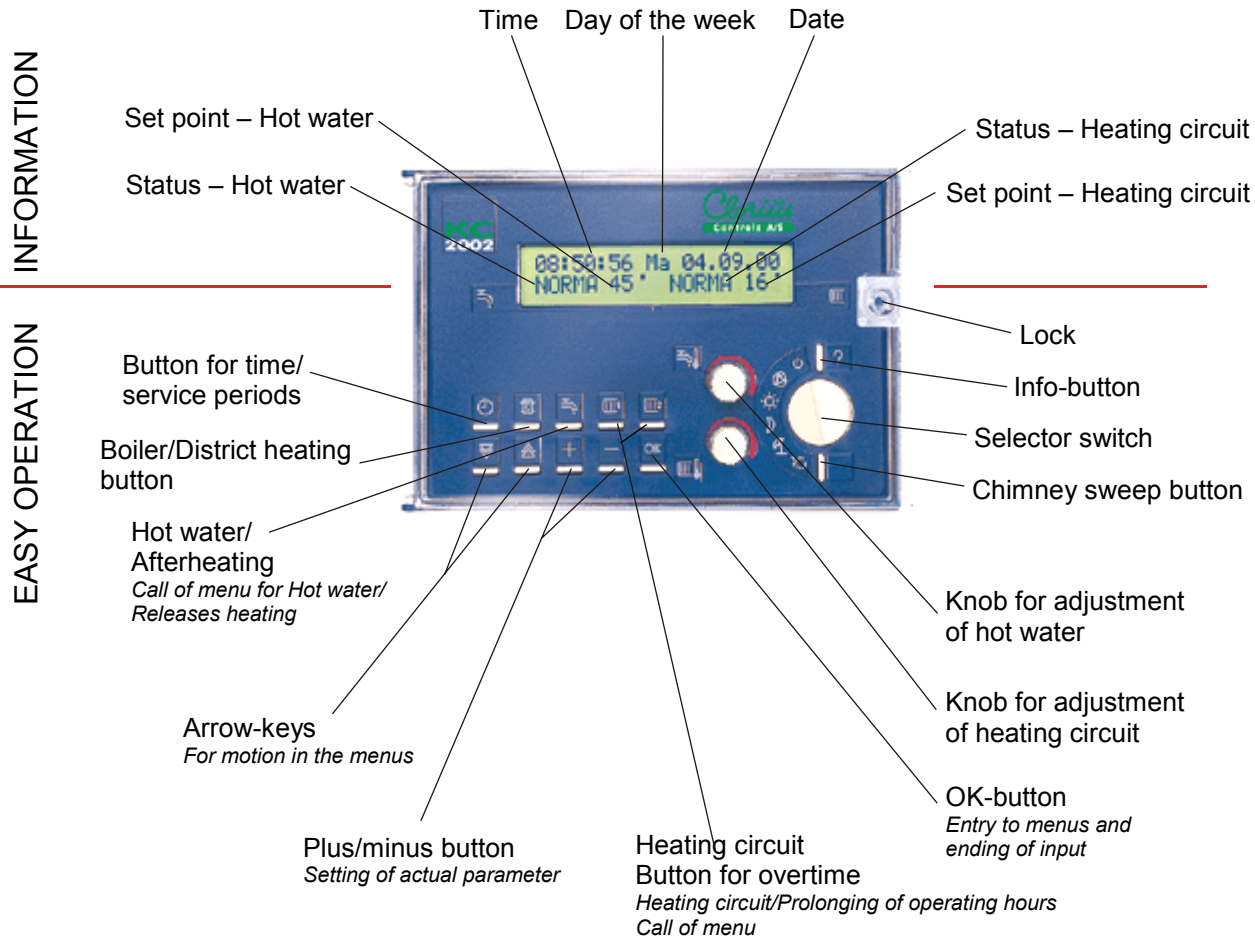 Time
Day of the week
Date
INFORMATION
Set point – Hot water
Status – Hot water
Status – Heating circuit
Set point – Heating circuit
KC
2002
Clorius
Controls A/S
08:50:56 Ma 04.09.00
NORMA 45° NORMA 16°
EASY OPERATION
Lock
Info-button
Selector switch
Chimney sweep button
?
Button for time/
service periods
Boiler/District heating
button
Hot water/
Afterheating
Call of menu for Hot water/
Releases heating
+
−
OK
Knob for adjustment
of hot water
Knob for adjustment
of heating circuit
Arrow-keys
For motion in the menus
OK-button
Entry to menus and
ending of input
Plus/minus button
Setting of actual parameter
Heating circuit
Button for overtime
Heating circuit/Prolonging of operating hours
Call of menu